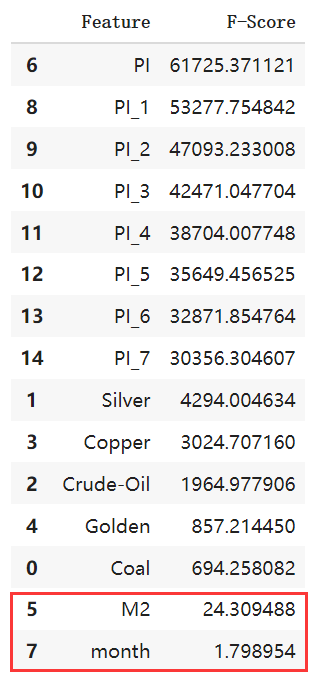 Feature F-Score
6 PI 61725.371121
8 PI_1 53277.754842
9 PI_2 47093.233008
10 PI_3 42471.047704
11 PI_4 38704.007748
12 PI_5 35649.456525
13 PI_6 32871.854764
14 PI_7 30356.304607
1 Silver 4294.004634
3 Copper 3024.707160
2 Crude-Oil 1964.977906
4 Golden 857.214450
0 Coal 694.258082
5 M2 24.309488
7 month 1.798954